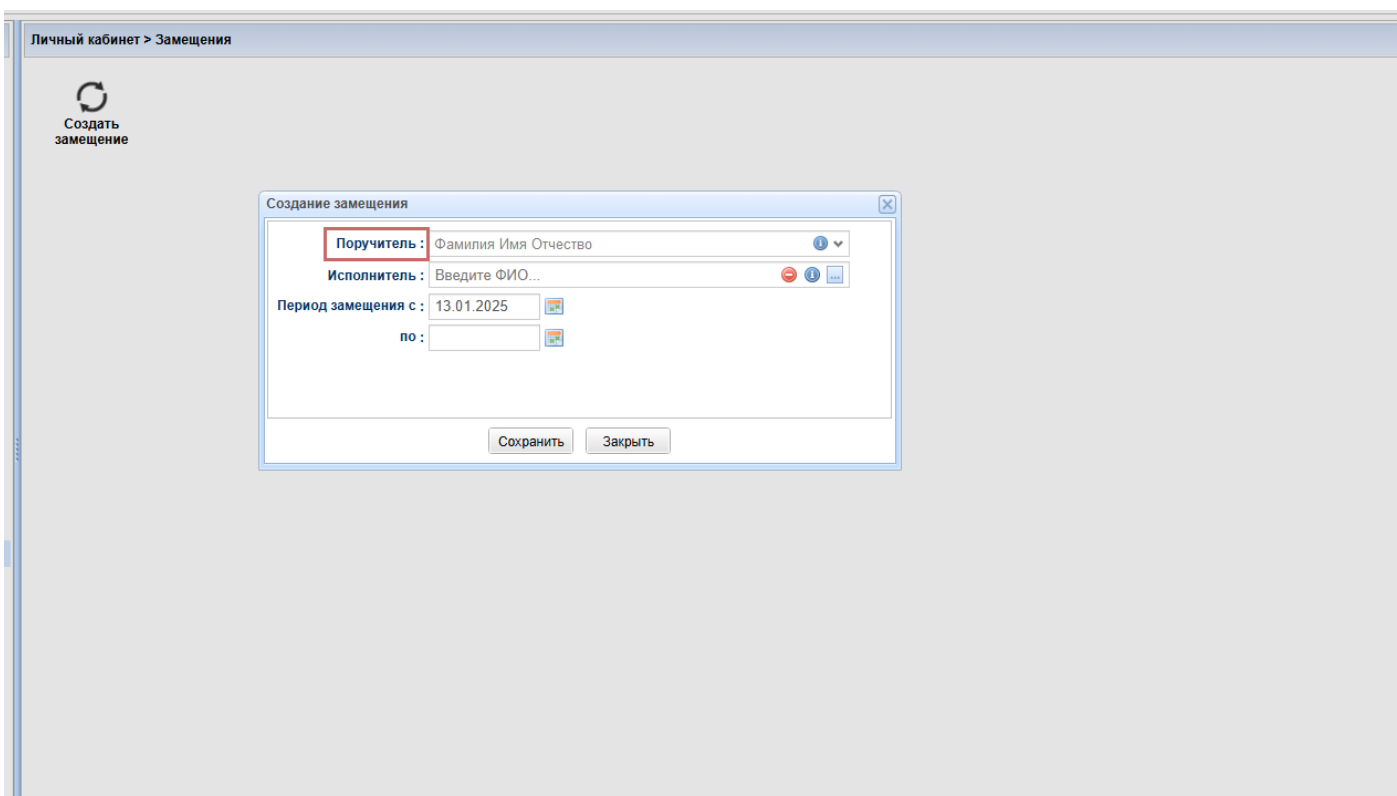 Личный кабинет > Замещения
Создать
замещение
Создание замещения
Поручитель : Фамилия Имя Отчество
Исполнитель : Введите ФИО...
Период замещения с : 13.01.2025
по :
Сохранить Закрыть